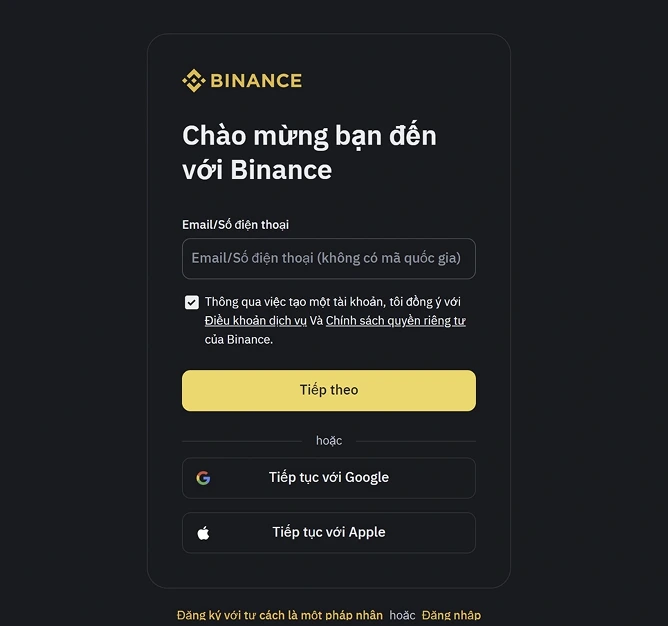 BINANCE
Chào mừng bạn đến
với Binance
Email/Số điện thoại
Email/Số điện thoại (không có mã quốc gia)
Thông qua việc tạo một tài khoản, tôi đồng ý với
Điều khoản dịch vụ Và Chính sách quyền riêng tư
của Binance.
Tiếp theo
hoặc
Tiếp tục với Google
Tiếp tục với Apple
Đăng ký với tư cách là một pháp nhân hoặc Đăng nhập